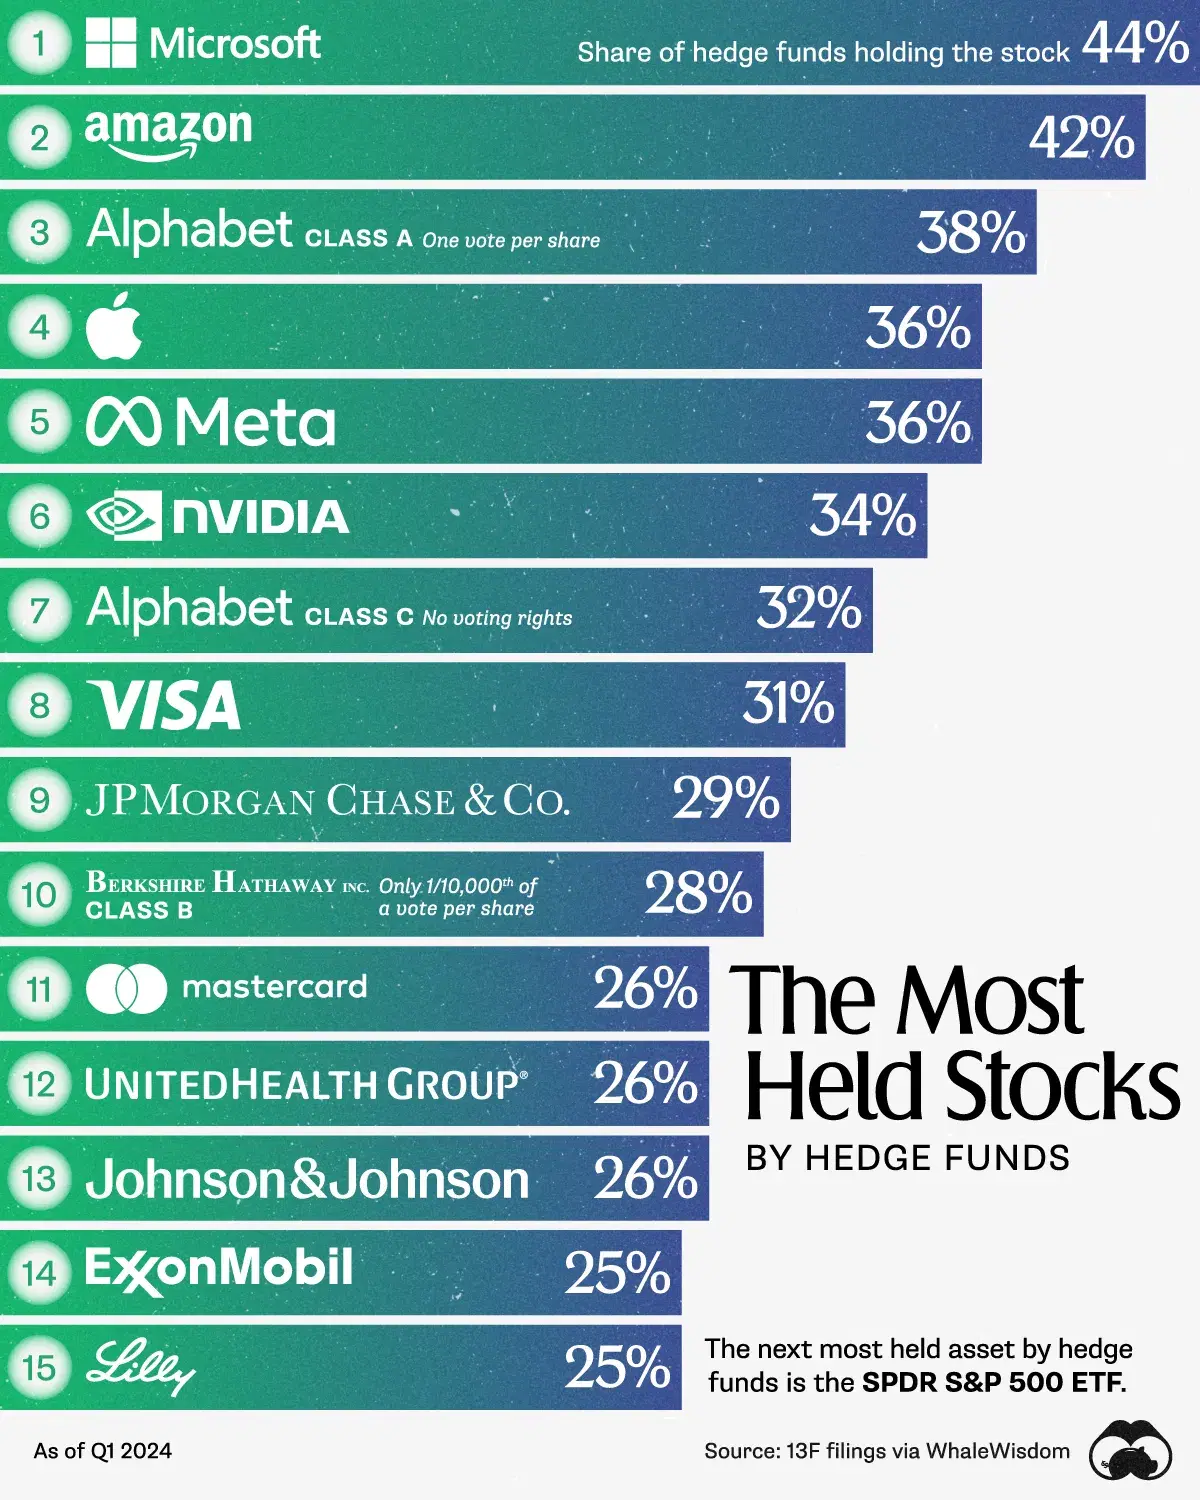 1 Microsoft Share of hedge funds holding the stock 44%
2 amazon 42%
3 Alphabet CLASS A One vote per share 38%
4 36%
5 Meta 36%
6 NVIDIA 34%
7 Alphabet CLASS C No voting rights 32%
8 VISA 31%
9 JPMORGAN CHASE & CO. 29%
10 BERKSHIRE HATHAWAY INC. CLASS B Only 1/10,000th of a vote per share 28%
11 mastercard 26%
12 UNITEDHEALTH GROUP® 26%
13 Johnson&Johnson 26%
14 ExxonMobil 25%
15 Lilly 25%
The Most
Held Stocks
BY HEDGE FUNDS
The next most held asset by hedge
funds is the SPDR S&P 500 ETF.
As of Q1 2024
Source: 13F filings via WhaleWisdom